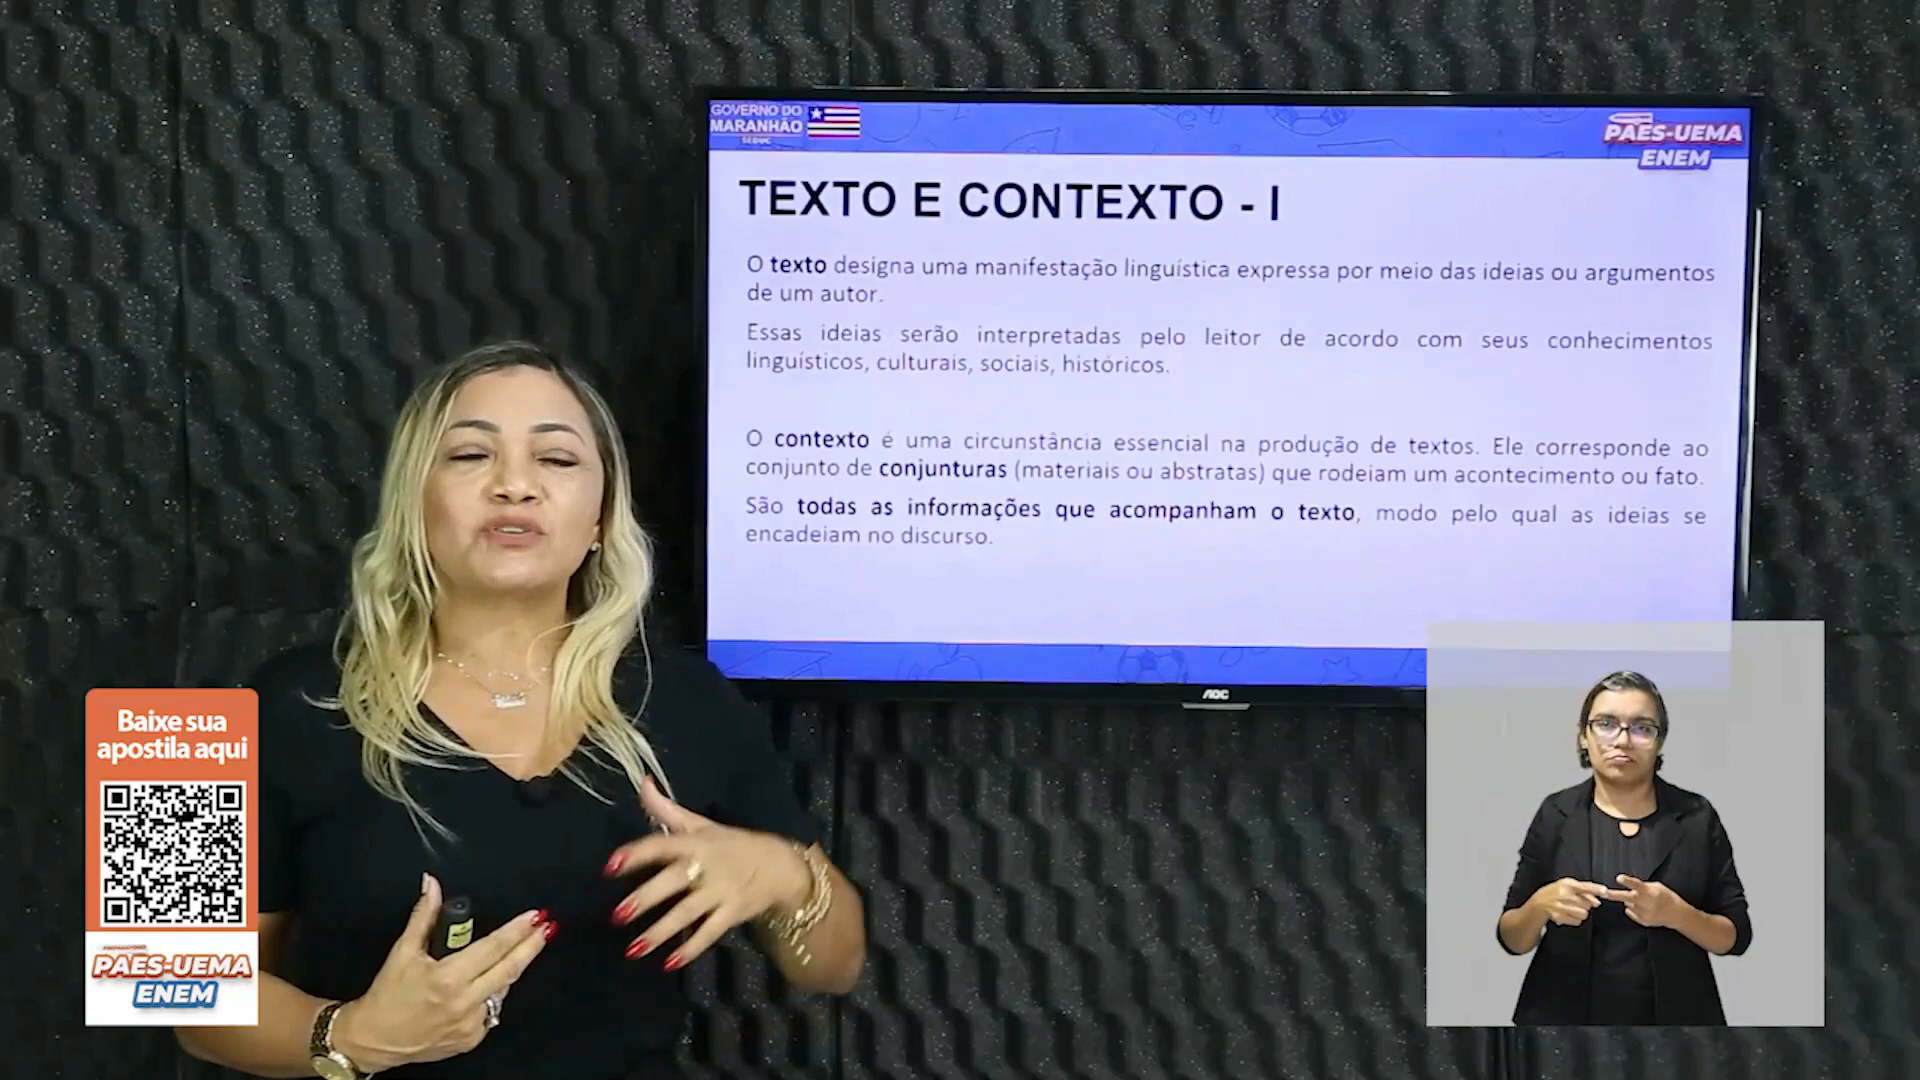 GOVERNO DO
MARANHÃO
SEDUC
PAES-UEMA
ENEM
TEXTO E CONTEXTO - I
O texto designa uma manifestação linguística expressa por meio das ideias ou argumentos
de um autor.
Essas ideias serão interpretadas pelo leitor de acordo com seus conhecimentos
linguísticos, culturais, sociais, históricos.
O contexto é uma circunstância essencial na produção de textos. Ele corresponde ao
conjunto de conjunturas (materiais ou abstratas) que rodeiam um acontecimento ou fato.
São todas as informações que acompanham o texto, modo pelo qual as ideias se
encadeiam no discurso.
AOC
Baixe sua
apostila aqui
PAES-UEMA
ENEM